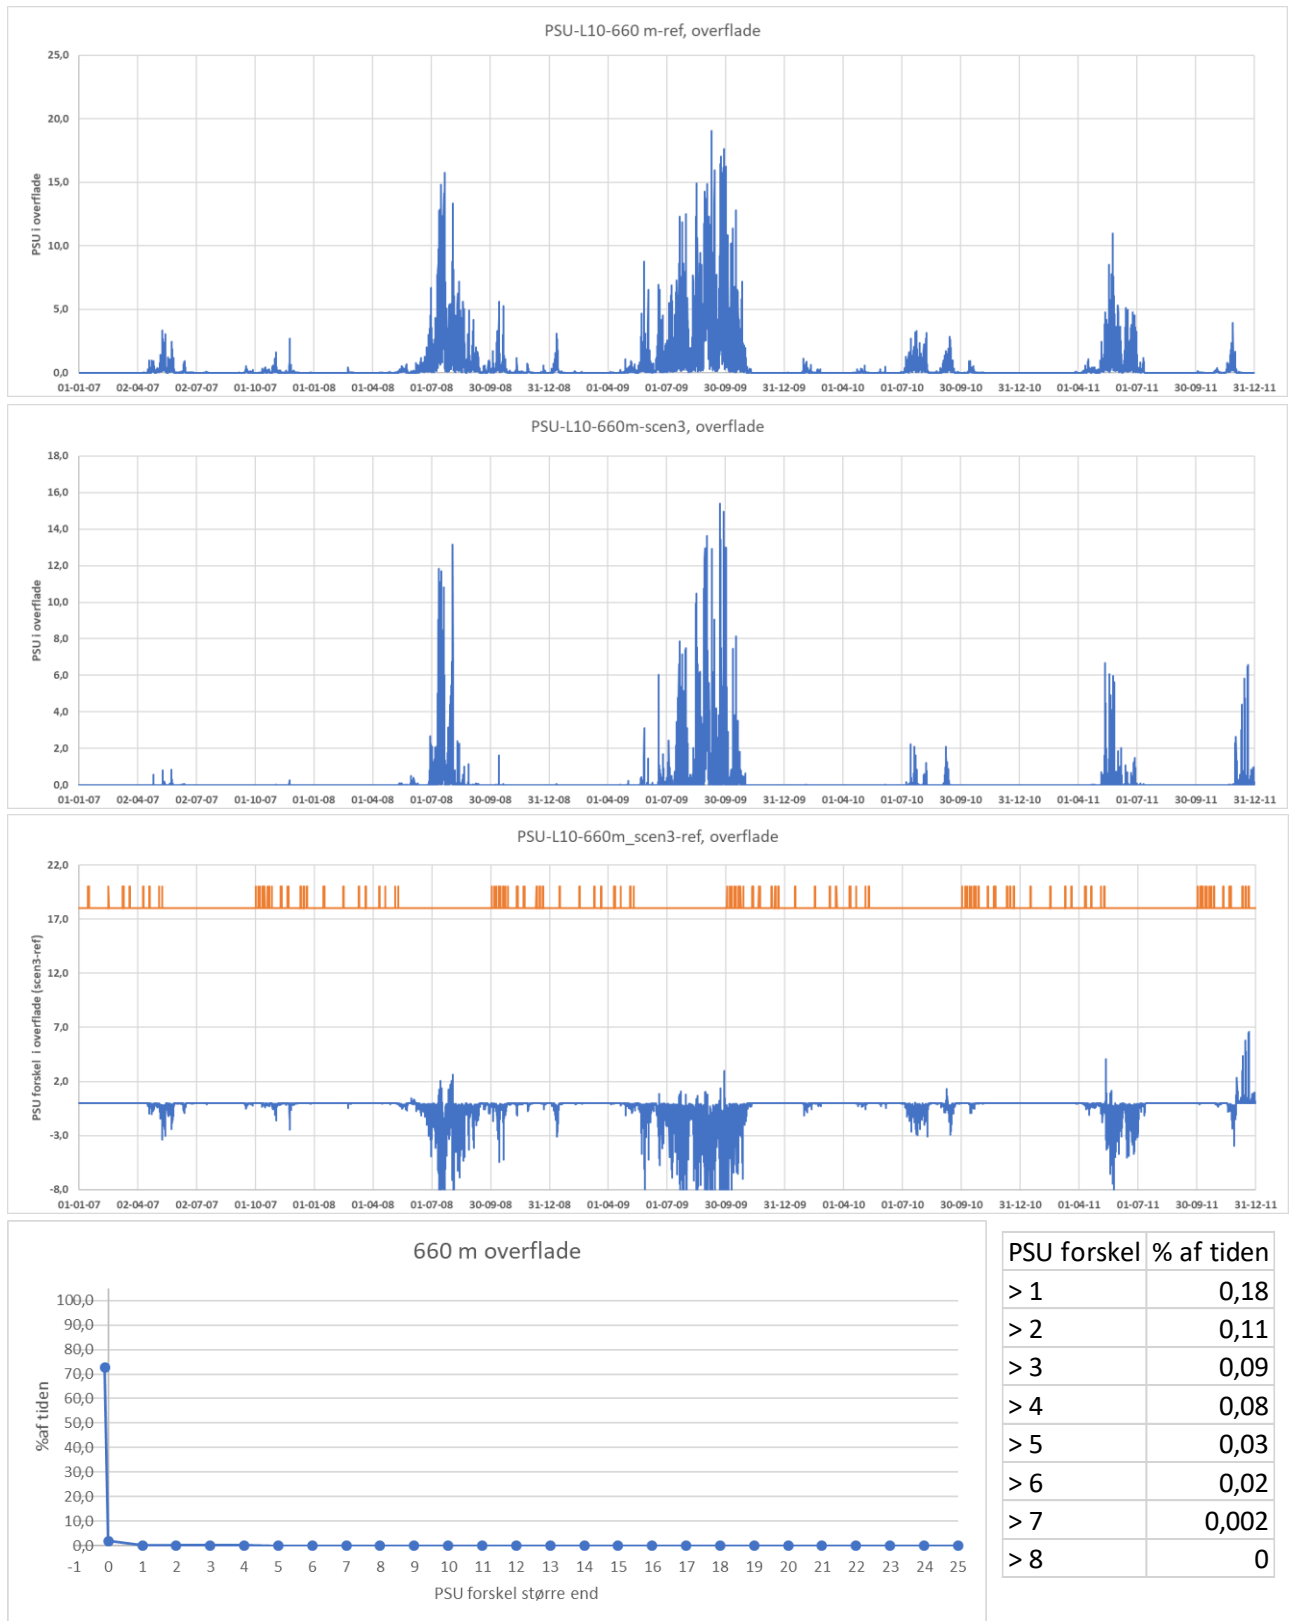 PSU-L10-660 m-ref, overflade
PSU i overflade
25,0
20,0
15,0
10,0
5,0
0,0
01-01-07 02-04-07 02-07-07 01-10-07 01-01-08 01-04-08 01-07-08 30-09-08 31-12-08 01-04-09 01-07-09 30-09-09 31-12-09 01-04-10 01-07-10 30-09-10 31-12-10 01-04-11 01-07-11 30-09-11 31-12-11
PSU-L10-660m-scen3, overflade
PSU i overflade
18,0
16,0
14,0
12,0
10,0
8,0
6,0
4,0
2,0
0,0
01-01-07 02-04-07 02-07-07 01-10-07 01-01-08 01-04-08 01-07-08 30-09-08 31-12-08 01-04-09 01-07-09 30-09-09 31-12-09 01-04-10 01-07-10 30-09-10 31-12-10 01-04-11 01-07-11 30-09-11 31-12-11
PSU-L10-660m_scen3-ref, overflade
PSU forskel i overflade (scen3-ref)
22,0
17,0
12,0
7,0
2,0
-3,0
-8,0
01-01-07 02-04-07 02-07-07 01-10-07 01-01-08 01-04-08 01-07-08 30-09-08 31-12-08 01-04-09 01-07-09 30-09-09 31-12-09 01-04-10 01-07-10 30-09-10 31-12-10 01-04-11 01-07-11 30-09-11 31-12-11
660 m overflade
%af tiden
100,0
90,0
80,0
70,0
60,0
50,0
40,0
30,0
20,0
10,0
0,0
-1 0 1 2 3 4 5 6 7 8 9 10 11 12 13 14 15 16 17 18 19 20 21 22 23 24 25
PSU forskel større end
PSU forskel % af tiden
> 1 0,18
> 2 0,11
> 3 0,09
> 4 0,08
> 5 0,03
> 6 0,02
> 7 0,002
> 8 0